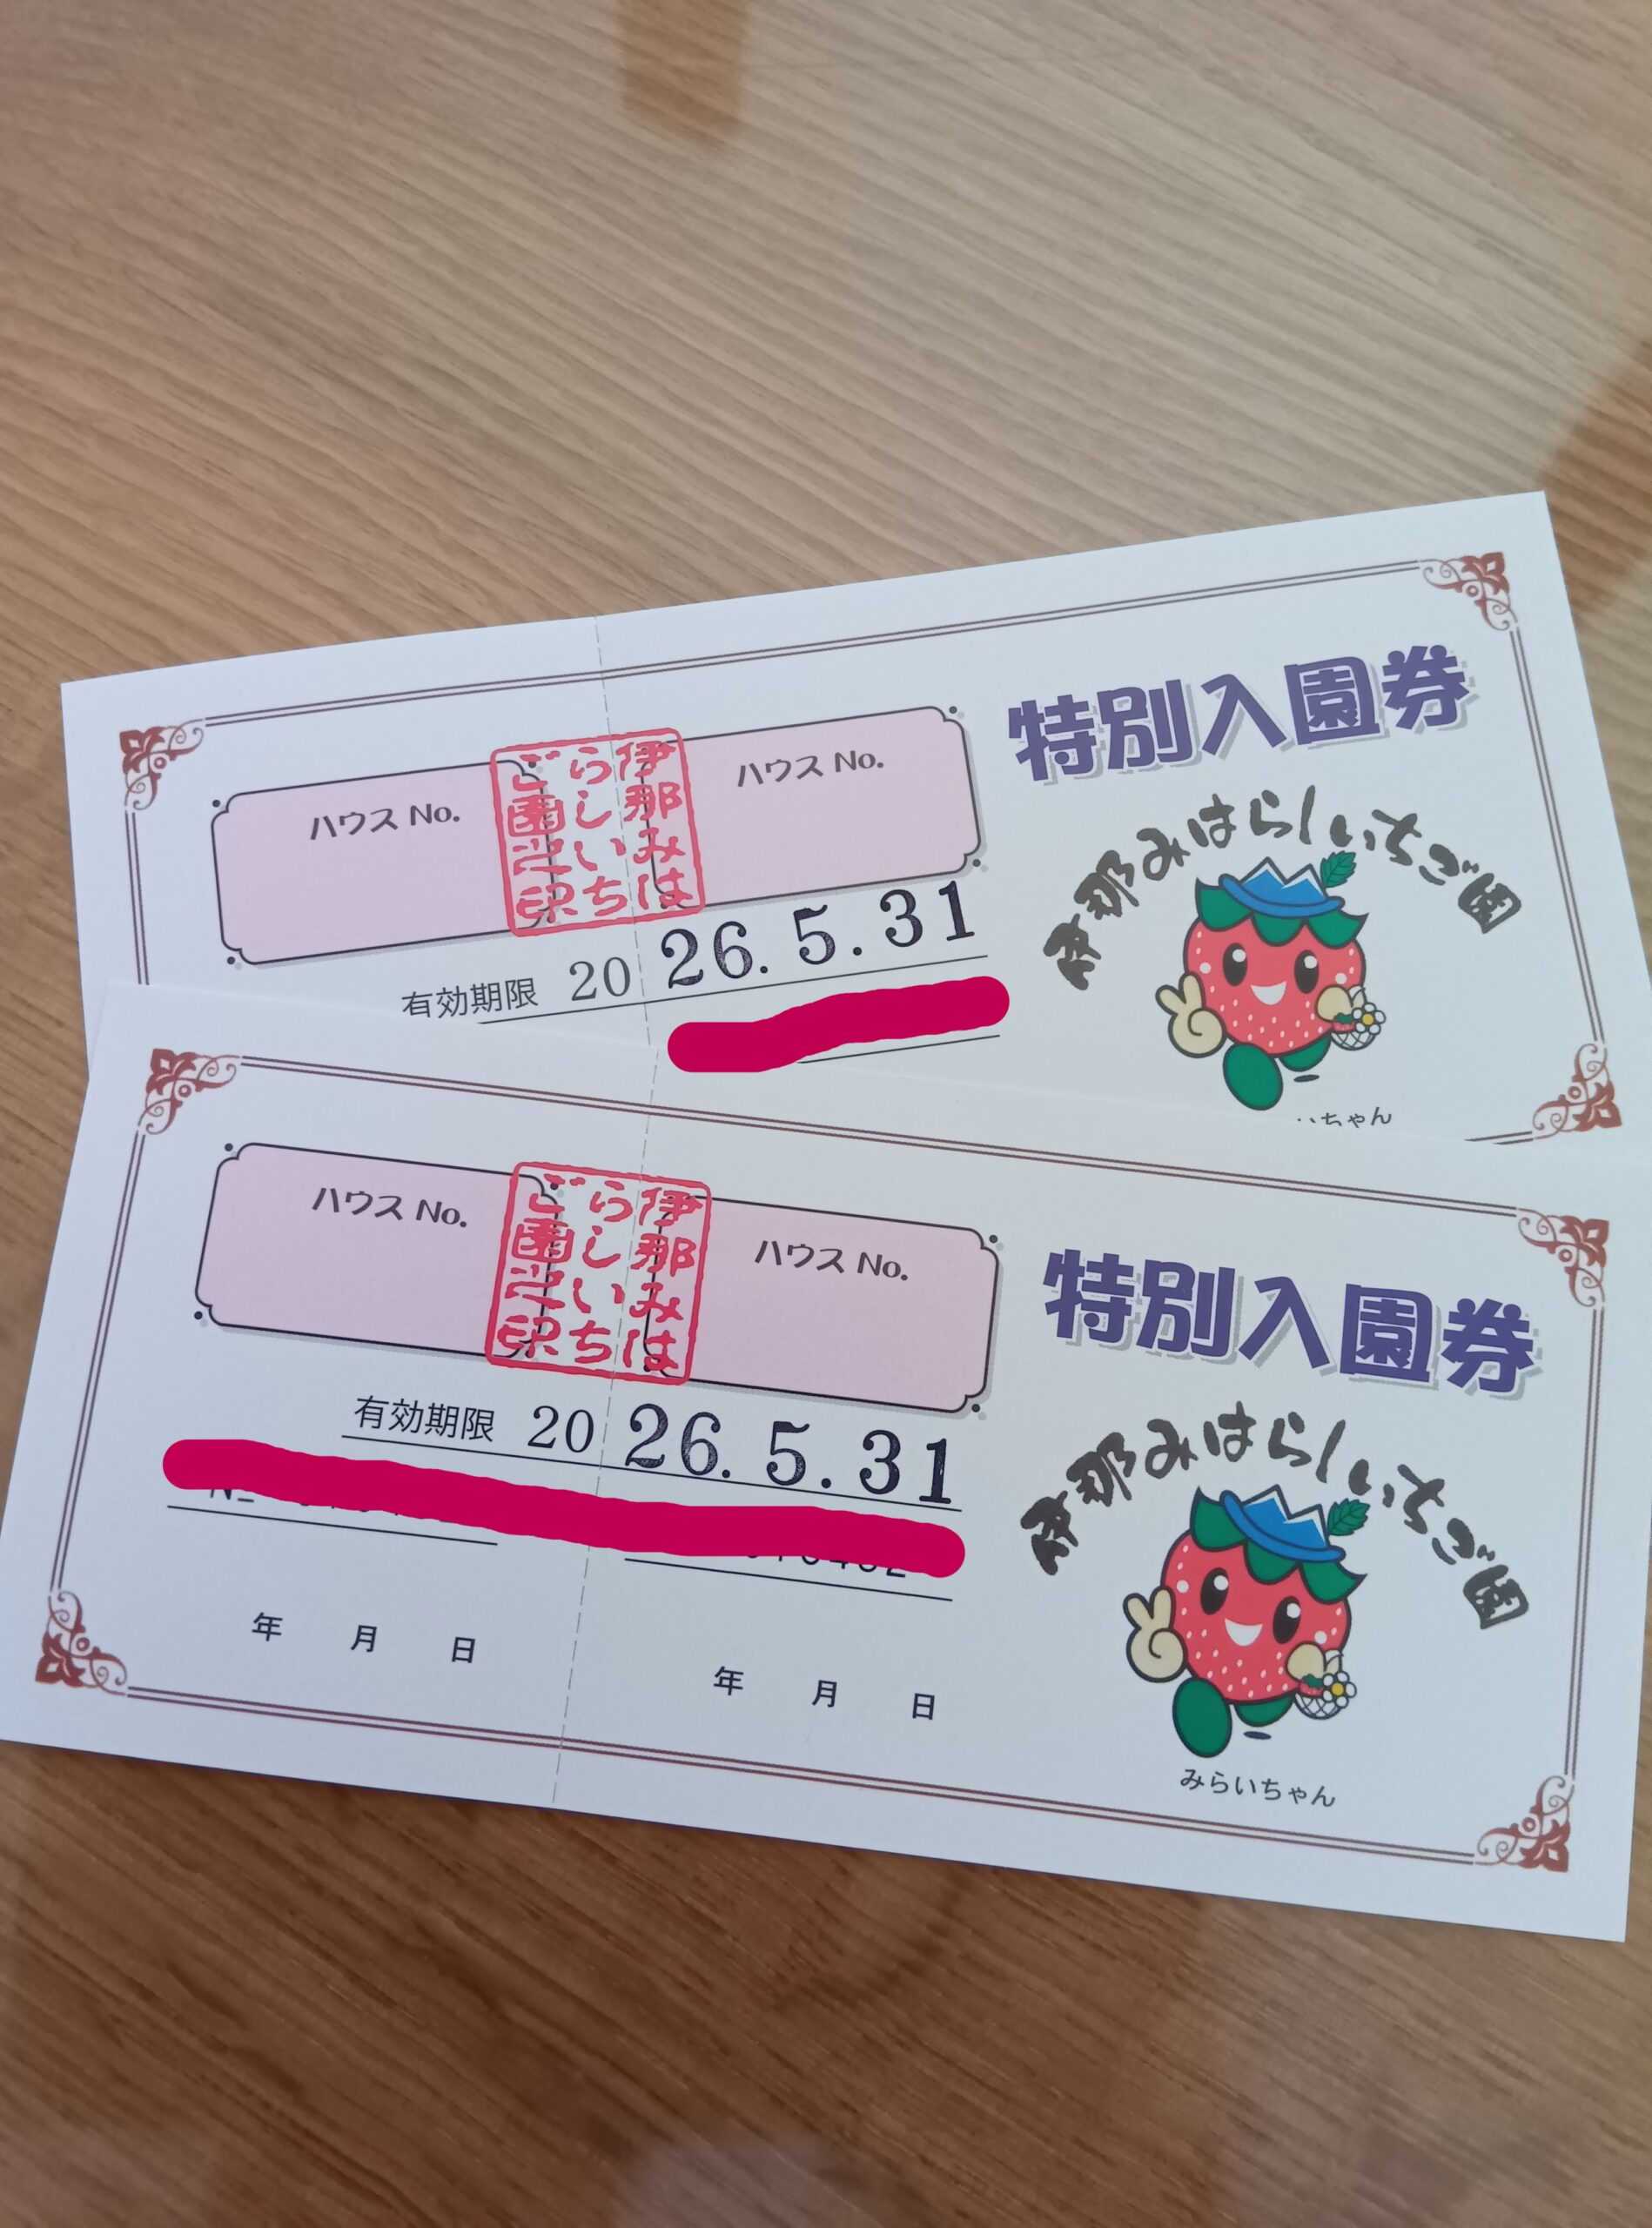 特別入園券
伊那みはらしいちご園
ハウス No.
ハウス No.
伊那みは
らしいち
ご園之印
有効期限 2026.5.31
いちゃん
特別入園券
伊那みはらしいちご園
ハウス No.
ハウス No.
伊那みは
らしいち
ご園之印
有効期限 2026.5.31
年 月 日
年 月 日
みらいちゃん